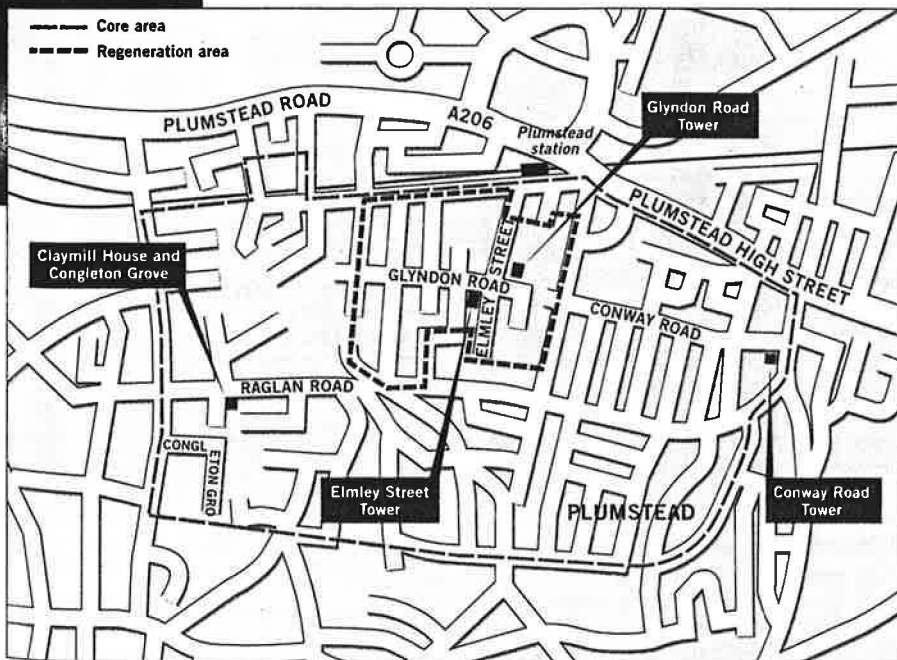 Core area
Regeneration area
PLUMSTEAD ROAD
A206
Plumstead
station
Glyndon Road
Tower
PLUMSTEAD HIGH STREET
Claymill House and
Congleton Grove
GLYNDON ROAD
ELMLEY STREET
CONWAY ROAD
RAGLAN ROAD
CONGL
ETON GRO
Elmley Street
Tower
PLUMSTEAD
Conway Road
Tower